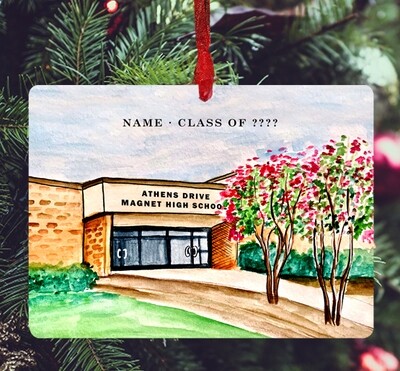 NAME · CLASS OF ????
ATHENS DRIVE
MAGNET HIGH SCHOOL